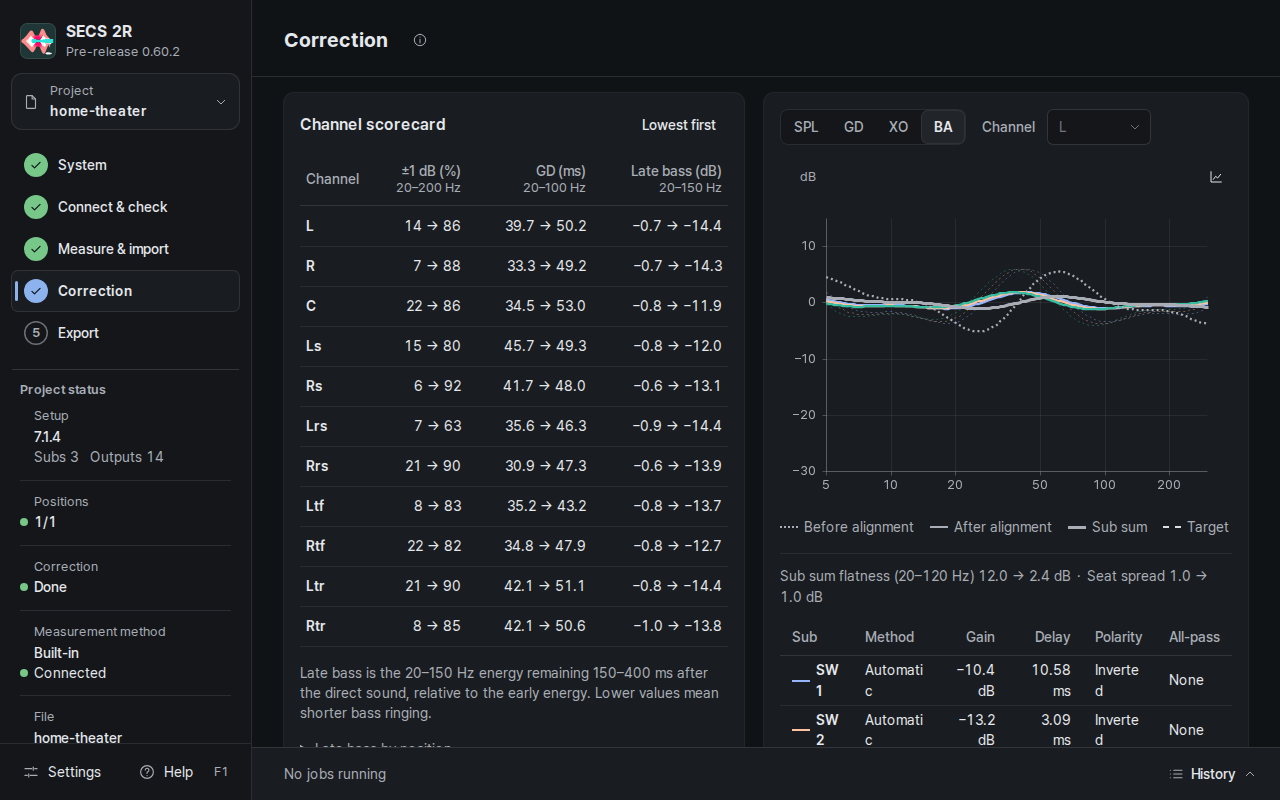 SECS 2R
Pre-release 0.60.2
Project
home-theater
System
Connect & check
Measure & import
Correction
5 Export
Project status
Setup
7.1.4
Subs 3 Outputs 14
Positions
1/1
Correction
Done
Measurement method
Built-in
Connected
File
home-theater
Settings
Help F1
Correction
Channel scorecard
Lowest first
Channel ±1 dB (%) GD (ms) Late bass (dB)
20–200 Hz 20–100 Hz 20–150 Hz
L 14 → 86 39.7 → 50.2 −0.7 → −14.4
R 7 → 88 33.3 → 49.2 −0.7 → −14.3
C 22 → 86 34.5 → 53.0 −0.8 → −11.9
Ls 15 → 80 45.7 → 49.3 −0.8 → −12.0
Rs 6 → 92 41.7 → 48.0 −0.6 → −13.1
Lrs 7 → 63 35.6 → 46.3 −0.9 → −14.4
Rrs 21 → 90 30.9 → 47.3 −0.6 → −13.9
Ltf 8 → 83 35.2 → 43.2 −0.8 → −13.7
Rtf 22 → 82 34.8 → 47.9 −0.8 → −12.7
Ltr 21 → 90 42.1 → 51.1 −0.8 → −14.4
Rtr 8 → 85 42.1 → 50.6 −1.0 → −13.8
Late bass is the 20–150 Hz energy remaining 150–400 ms after
the direct sound, relative to the early energy. Lower values mean
shorter bass ringing.
Late bass by position
SPL GD XO BA Channel L
dB
10
0
−10
−20
−30
5 10 20 50 100 200
Before alignment After alignment Sub sum Target
Sub sum flatness (20–120 Hz) 12.0 → 2.4 dB · Seat spread 1.0 →
1.0 dB
Sub Method Gain Delay Polarity All-pass
SW Automati −10.4 10.58 Inverte None
1 c dB ms d
SW Automati −13.2 3.09 Inverte None
2 c dB ms d
No jobs running
History